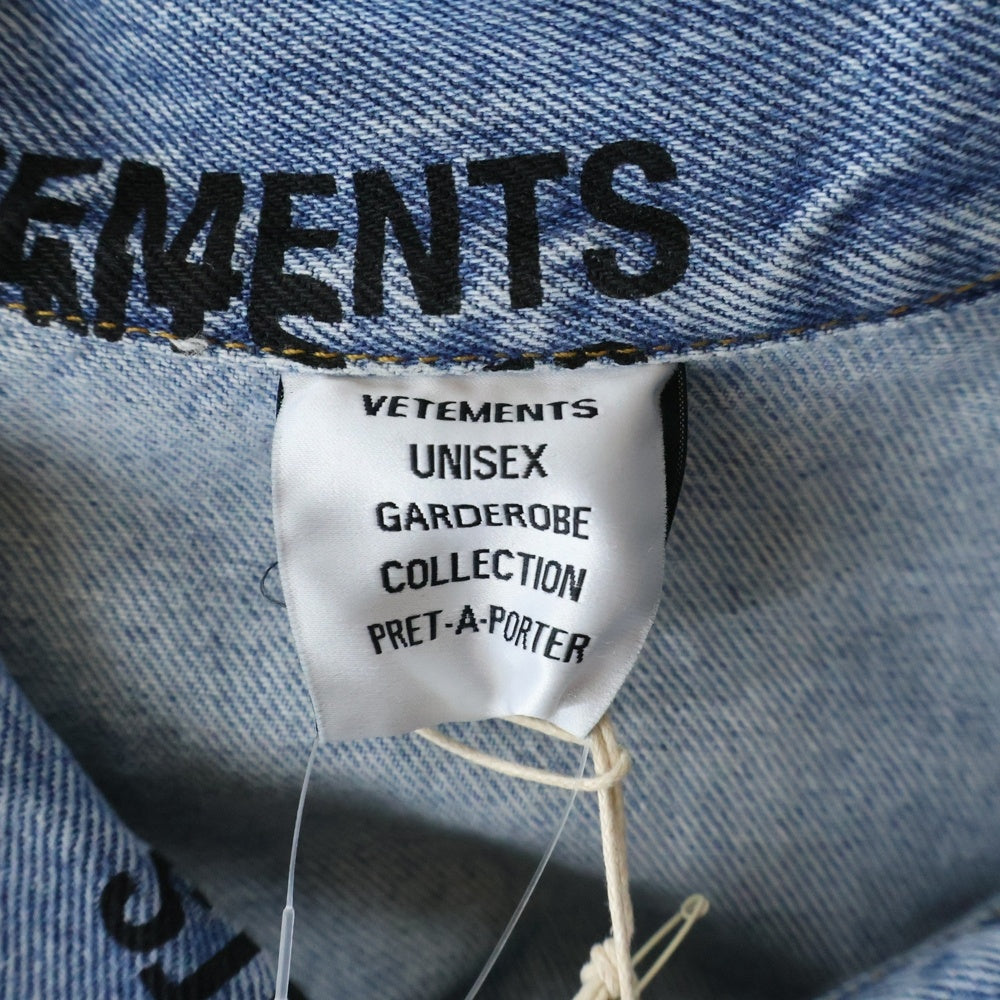 EMENTS
VETEMENTS
UNISEX
GARDEROBE
COLLECTION
PRET-A-PORTER